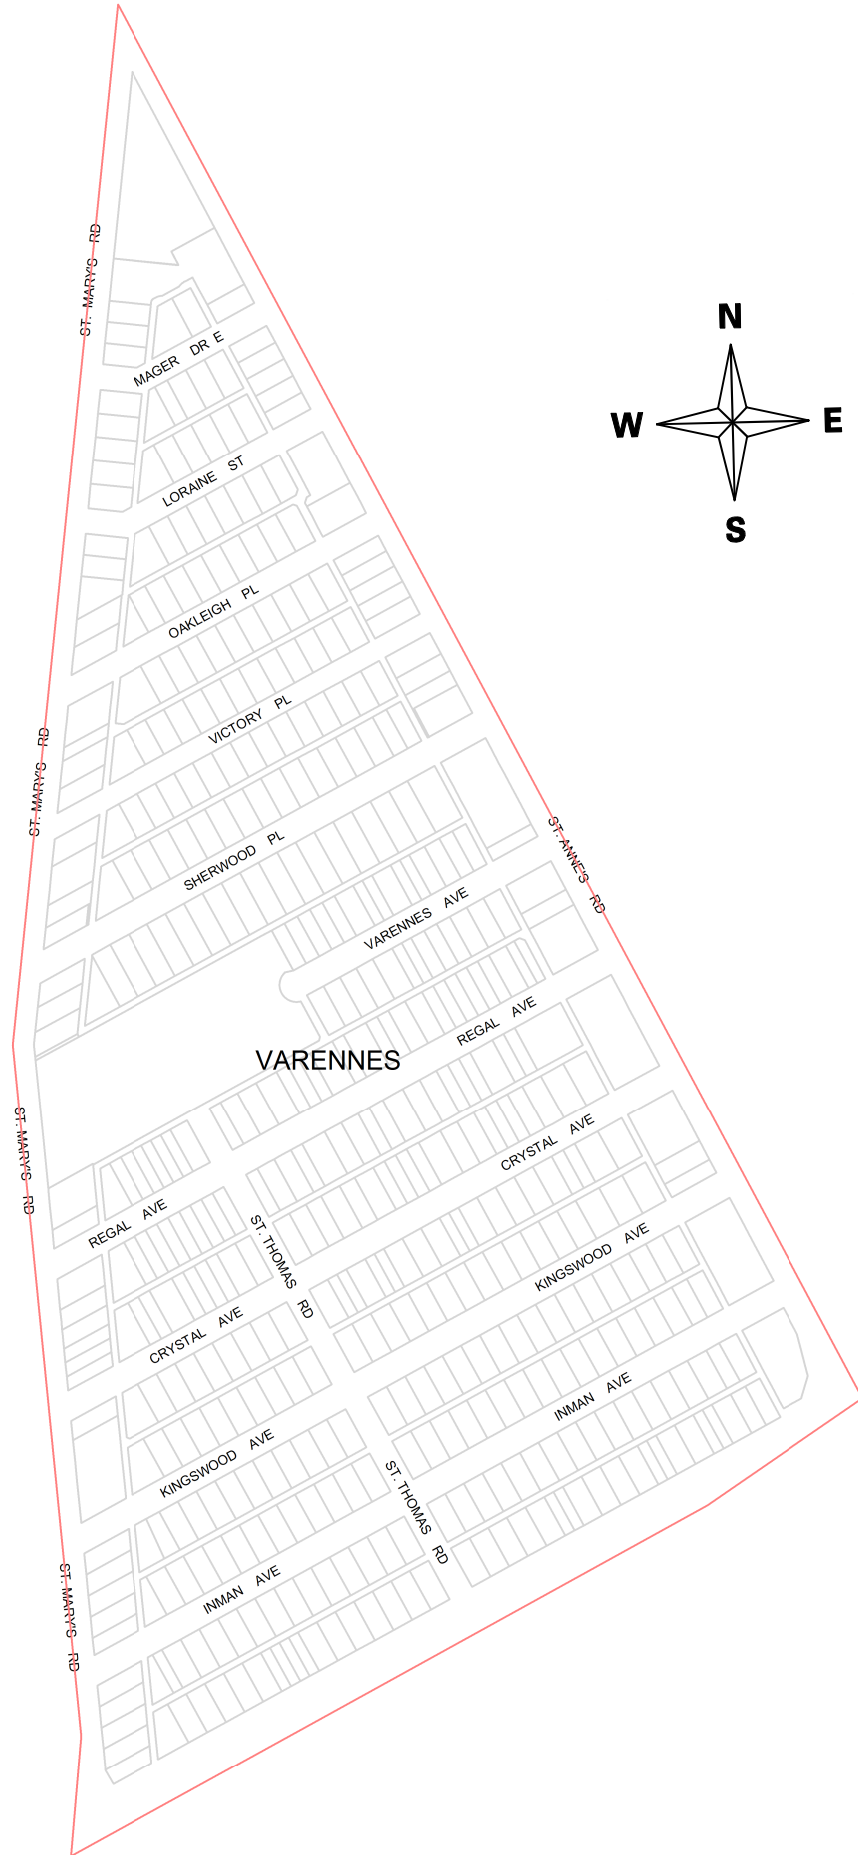 ST. MARY'S RD
N
MAGER DR E
W E
LORAINE ST
S
OAKLEIGH PL
VICTORY PL
ST. MARY'S RD
SHERWOOD PL
ST. ANNE'S RD
VARENNES AVE
REGAL AVE
VARENNES
ST. MARY'S RD
CRYSTAL AVE
REGAL AVE
ST. THOMAS RD
KINGSWOOD AVE
CRYSTAL AVE
INMAN AVE
KINGSWOOD AVE
ST. THOMAS RD
INMAN AVE
ST. MARY'S RD